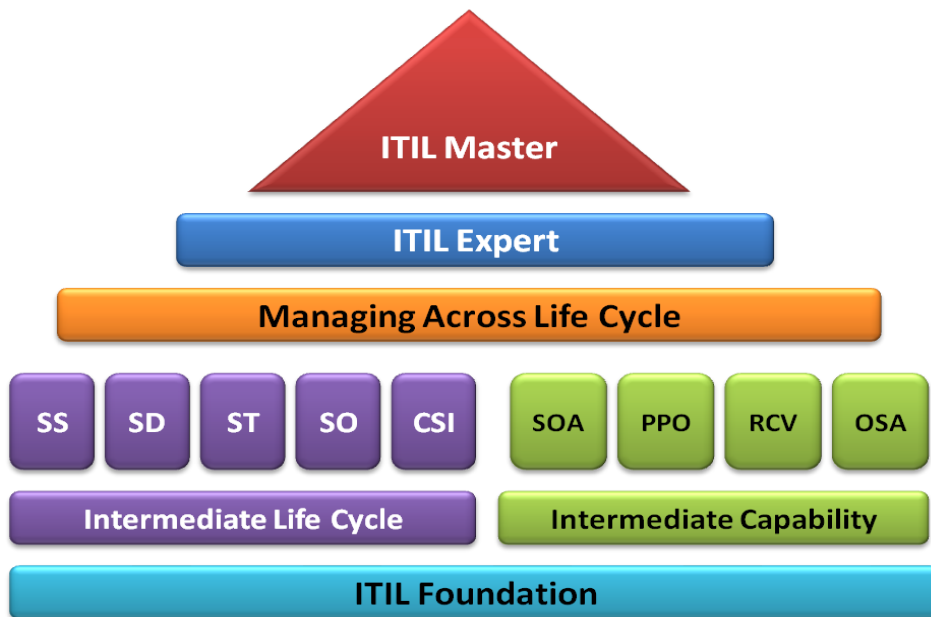 ITIL Master
ITIL Expert
Managing Across Life Cycle
SS SD ST SO CSI SOA PPO RCV OSA
Intermediate Life Cycle Intermediate Capability
ITIL Foundation